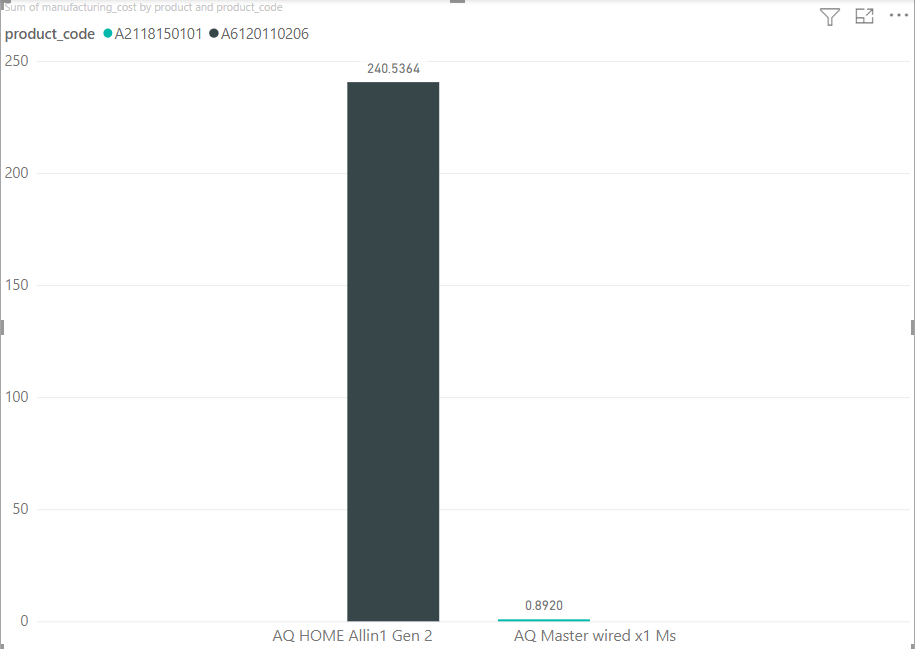 Sum of manufacturing_cost by product and product_code
product_code A2118150101 A6120110206
250
240.5364
200
150
100
50
0.8920
0
AQ HOME Allin1 Gen 2 AQ Master wired x1 Ms